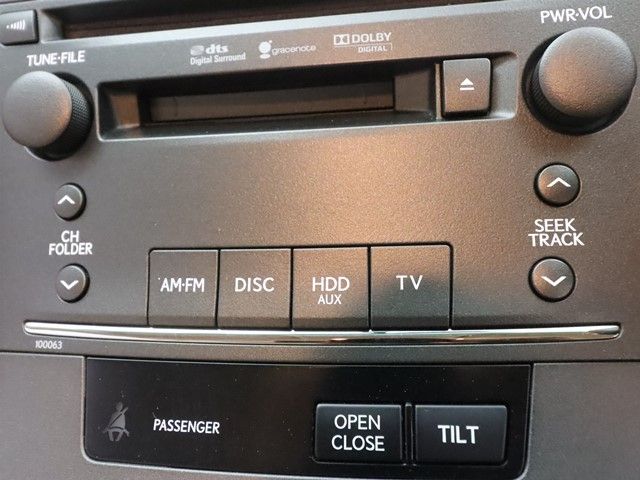 PWR·VOL
TUNE·FILE
dts
Digital Surround
gracenote
DOLBY
DIGITAL
CH
FOLDER
SEEK
TRACK
AM·FM
DISC
HDD
AUX
TV
100063
PASSENGER
OPEN
CLOSE
TILT